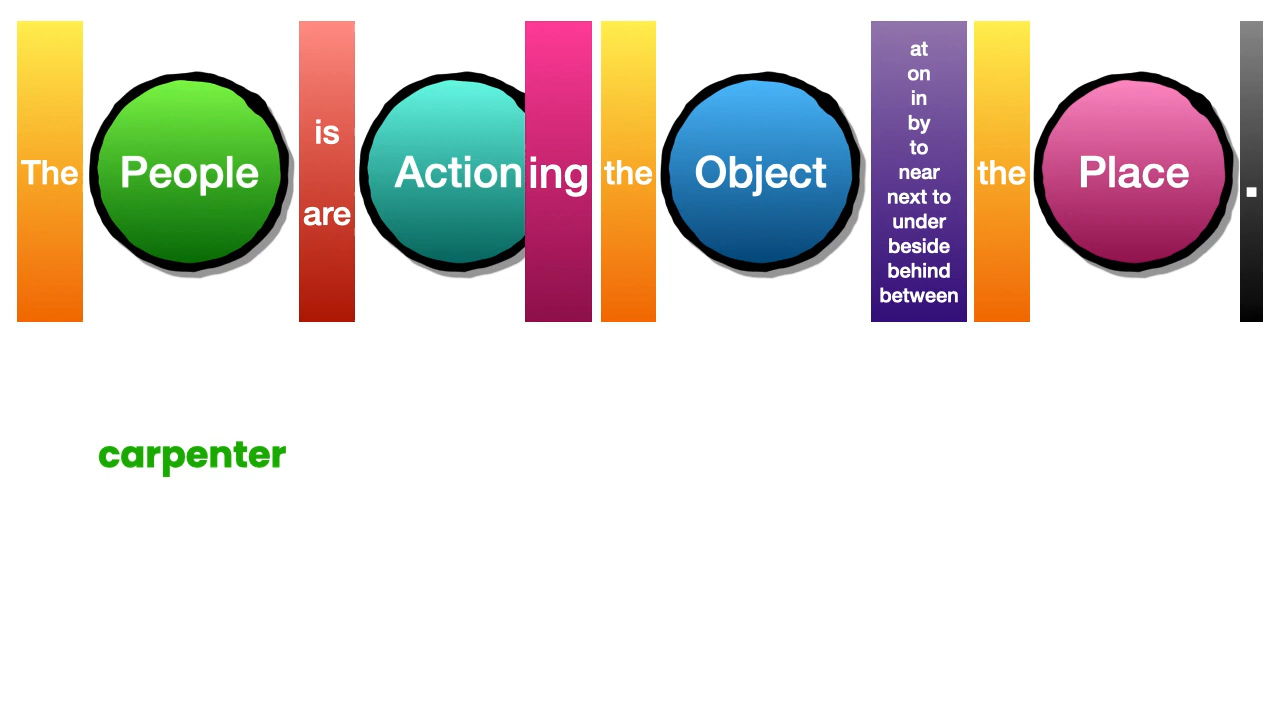 The People is are Action ing the Object at on in by to near next to under beside behind between the Place .
carpenter